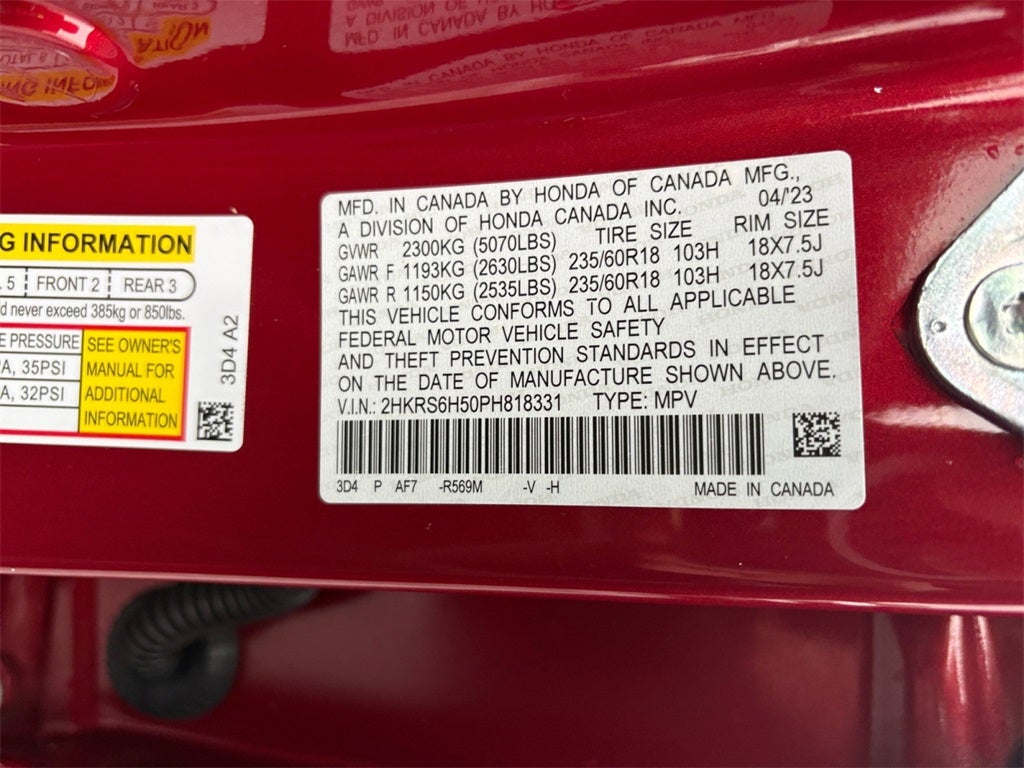 G INFORMATION
. 5 FRONT 2 REAR 3
d never exceed 385kg or 850lbs.
E PRESSURE
A, 35PSI
A, 32PSI
SEE OWNER'S
MANUAL FOR
ADDITIONAL
INFORMATION
3D4 A2
MFD. IN CANADA BY HONDA OF CANADA MFG.,
A DIVISION OF HONDA CANADA INC. 04/'23
GVWR 2300KG (5070LBS) TIRE SIZE RIM SIZE
GAWR F 1193KG (2630LBS) 235/60R18 103H 18X7.5J
GAWR R 1150KG (2535LBS) 235/60R18 103H 18X7.5J
THIS VEHICLE CONFORMS TO ALL APPLICABLE
FEDERAL MOTOR VEHICLE SAFETY
AND THEFT PREVENTION STANDARDS IN EFFECT
ON THE DATE OF MANUFACTURE SHOWN ABOVE.
V.I.N.: 2HKRS6H50PH818331 TYPE: MPV
3D4 P AF7 -R569M -V -H MADE IN CANADA